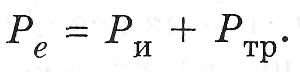 Pₑ = Pи + Pтр.